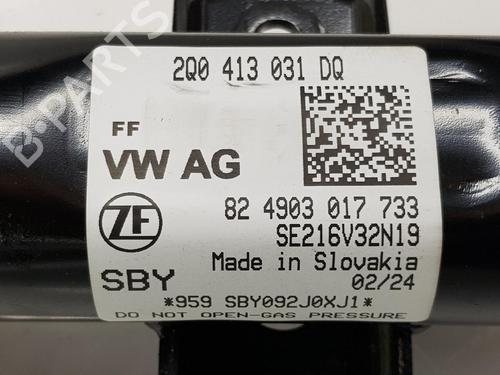 2Q0 413 031 DQ
FF
VW AG
ZF
82 4903 017 733
SE216V32N19
Made in Slovakia
SBY
02/24
*959 SBY092J0XJ1*
DO NOT OPEN-GAS PRESSURE
B-PARTS